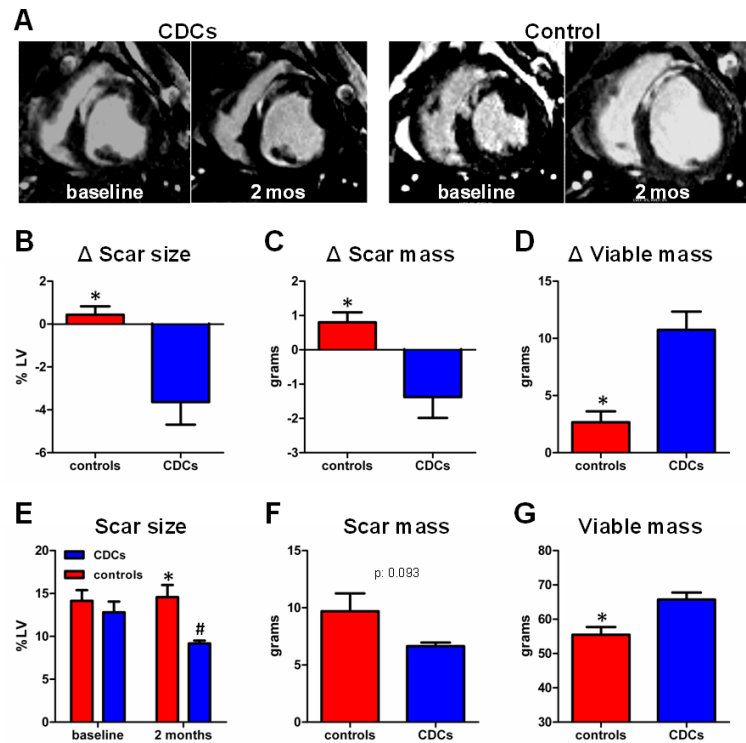 A
CDCs
Control
baseline
2 mos
baseline
2 mos
B
Δ Scar size
2
0
-2
-4
-6
% LV
*
controls
CDCs
C
Δ Scar mass
2
1
0
-1
-2
-3
grams
*
controls
CDCs
D
Δ Viable mass
15
10
5
0
grams
*
controls
CDCs
E
Scar size
20
15
10
5
0
%LV
CDCs
controls
*
#
baseline
2 months
F
Scar mass
15
10
5
0
grams
p: 0.093
controls
CDCs
G
Viable mass
80
70
60
50
40
30
grams
*
controls
CDCs